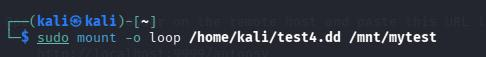 ┌──(kali㉿kali)-[~]
└─$ sudo mount -o loop /home/kali/test4.dd /mnt/mytest